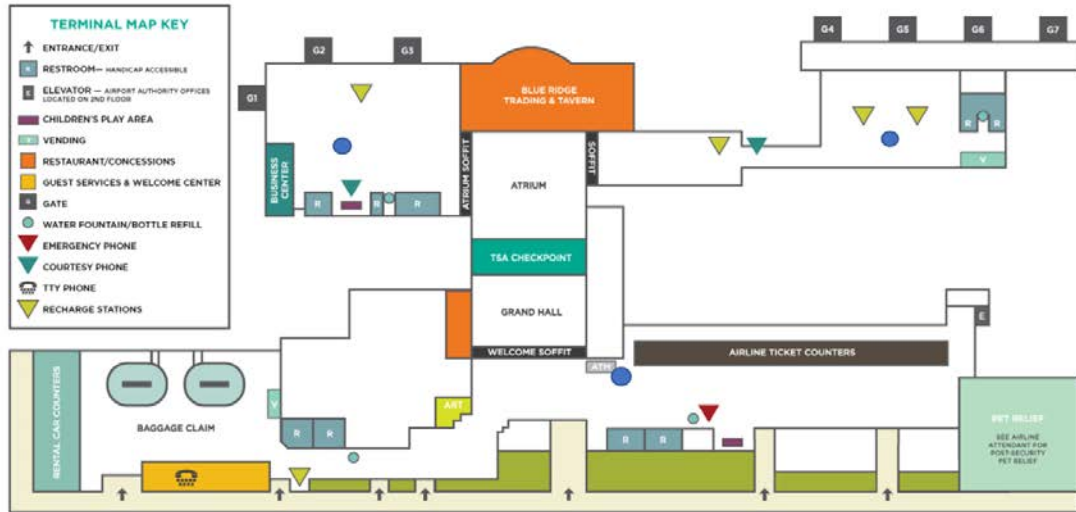 TERMINAL MAP KEY
ENTRANCE/EXIT
R
RESTROOM— HANDICAP ACCESSIBLE
E
ELEVATOR — AIRPORT AUTHORITY OFFICES
LOCATED ON 2ND FLOOR
CHILDREN'S PLAY AREA
V
VENDING
RESTAURANT/CONCESSIONS
GUEST SERVICES & WELCOME CENTER
GATE
WATER FOUNTAIN/BOTTLE REFILL
EMERGENCY PHONE
COURTESY PHONE
TTY PHONE
RECHARGE STATIONS
G1
G2
G3
G4
G5
G6
G7
BLUE RIDGE
TRADING & TAVERN
BUSINESS
CENTER
R
R
R
ATRIUM SOFFIT
ATRIUM
SOFFIT
R
R
V
TSA CHECKPOINT
GRAND HALL
WELCOME SOFFIT
ATM
AIRLINE TICKET COUNTERS
E
RENTAL CAR COUNTERS
BAGGAGE CLAIM
V
R
R
ART
R
R
PET RELIEF
SEE AIRLINE
ATTENDANT FOR
POST-SECURITY
PET RELIEF